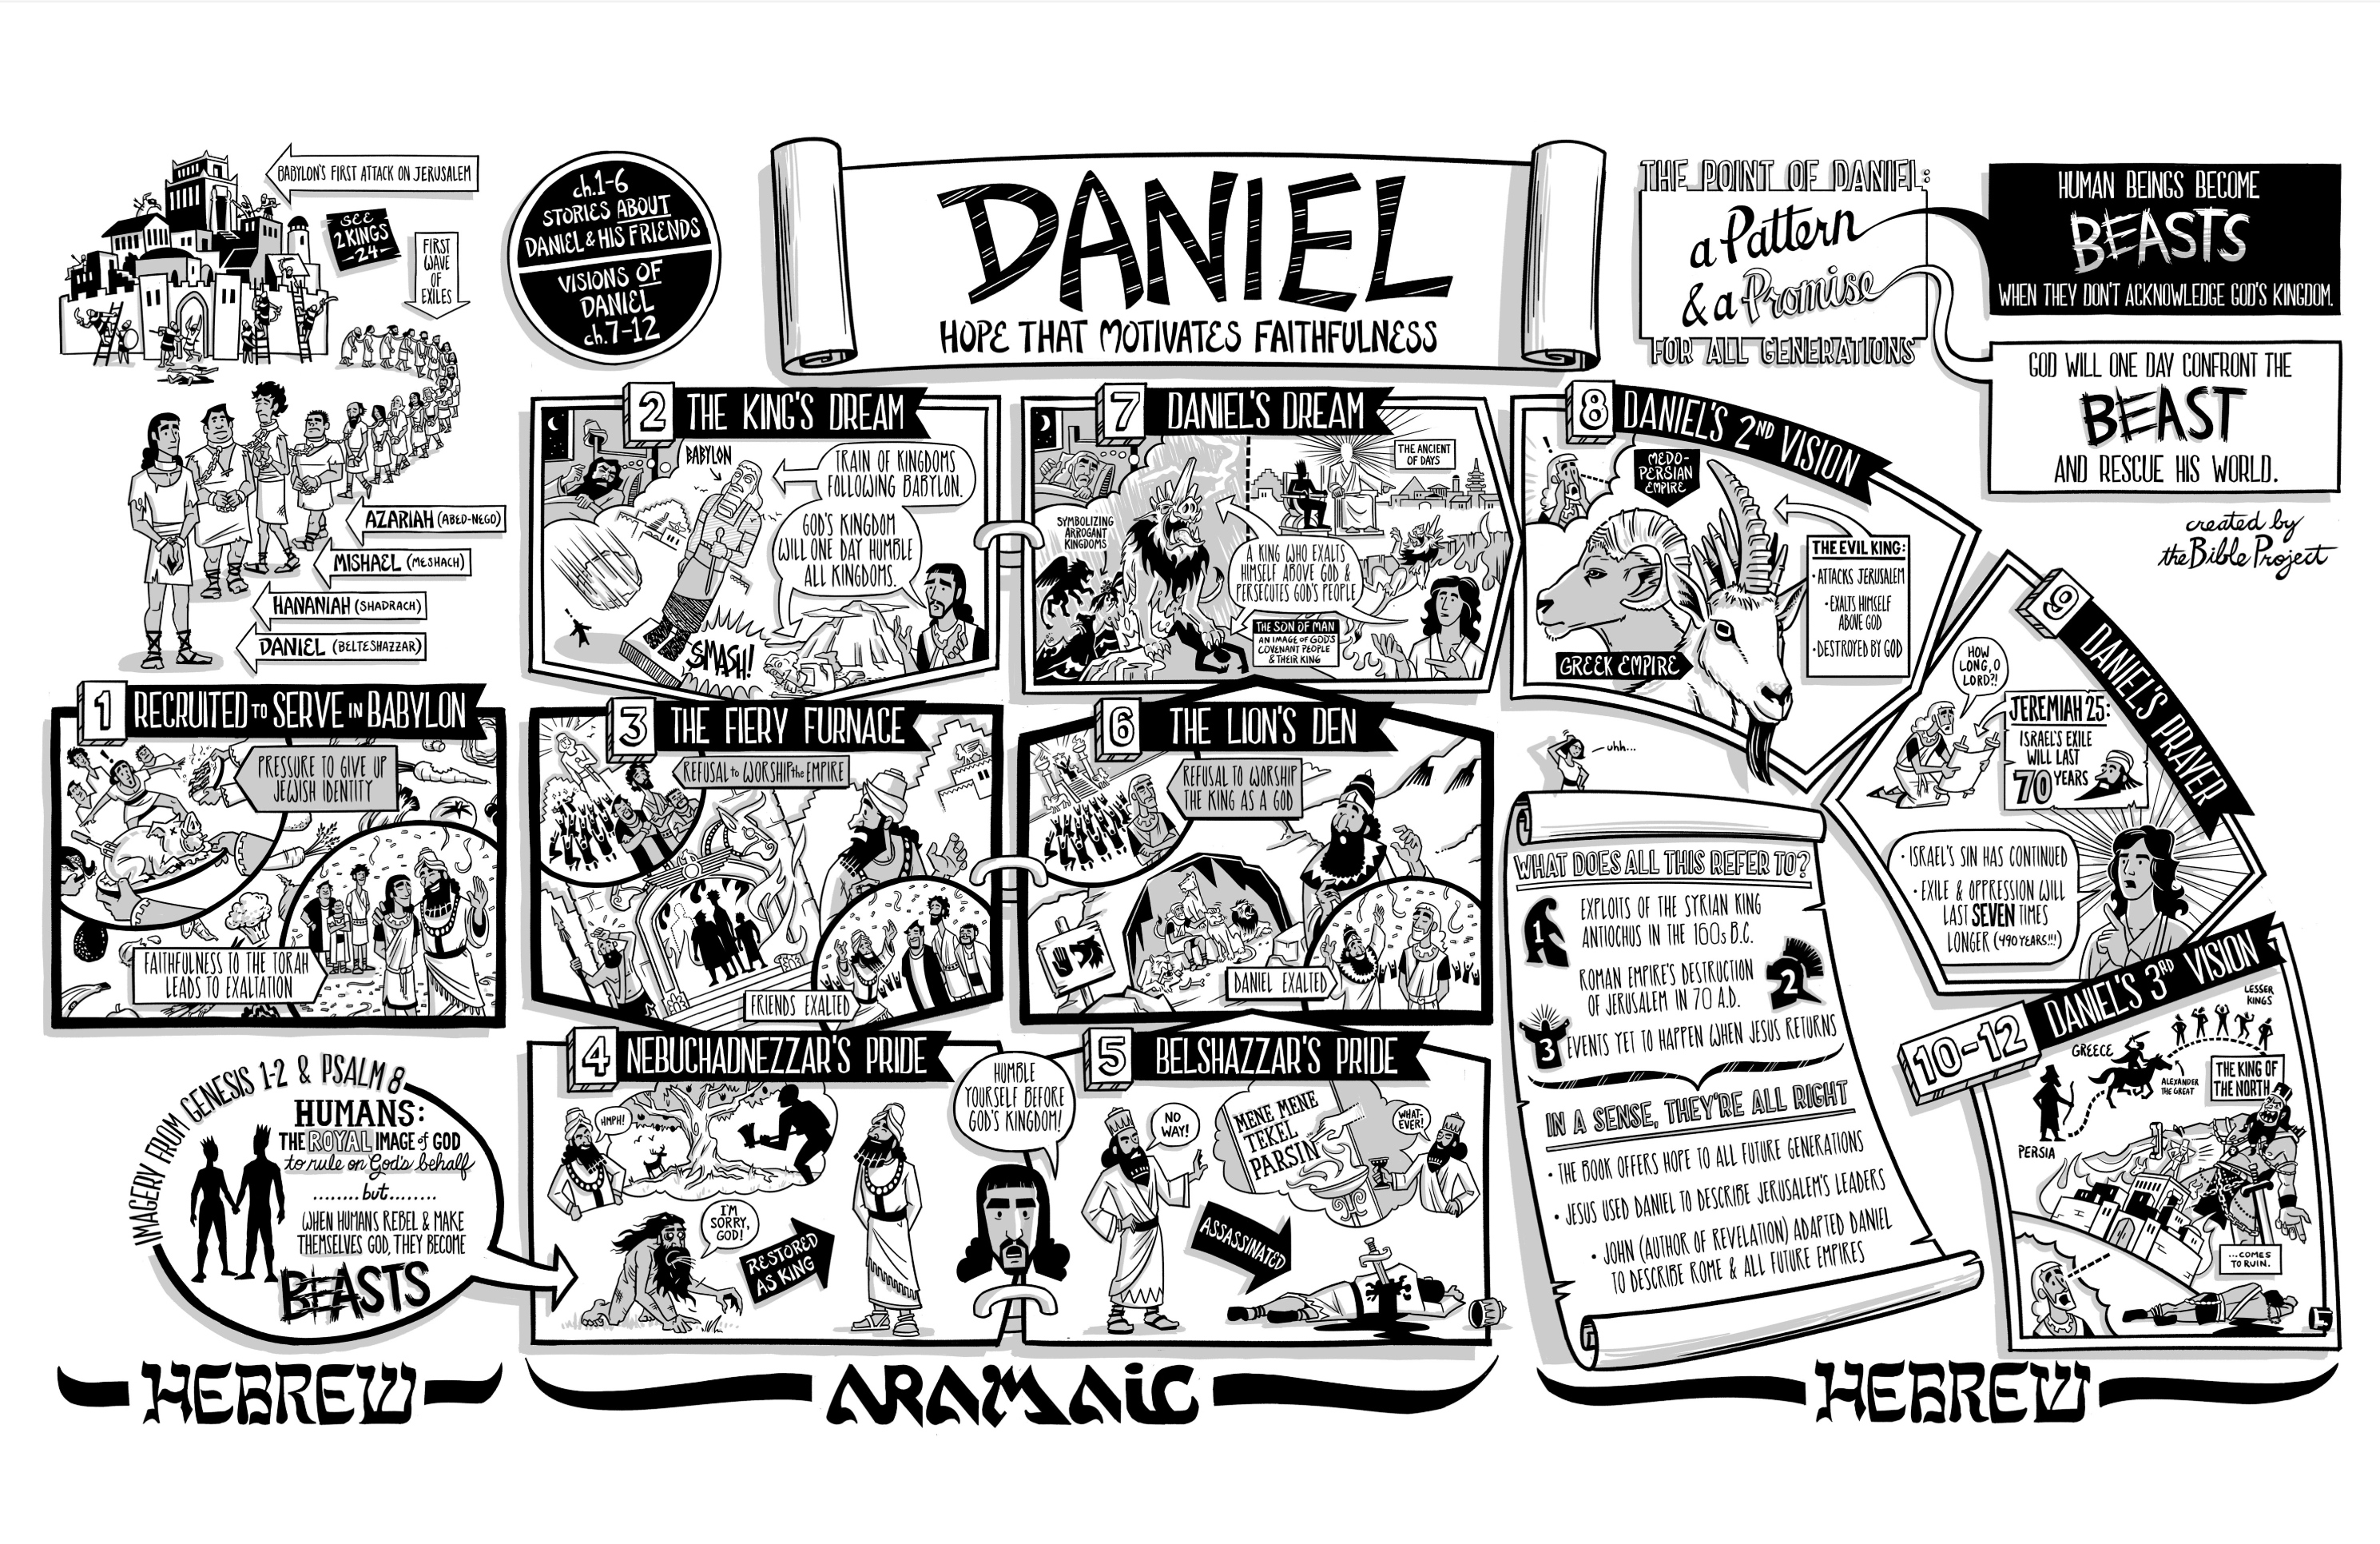 BABYLON'S FIRST ATTACK ON JERUSALEM
SEE
2 KINGS
-24-
FIRST
WAVE
OF
EXILES
AZARIAH (ABED-NEGO)
MISHAEL (MESHACH)
HANANIAH (SHADRACH)
DANIEL (BELTESHAZZAR)
ch.1-6
STORIES ABOUT
DANIEL & HIS FRIENDS
VISIONS OF
DANIEL
ch.7-12
DANIEL
HOPE THAT MOTIVATES FAITHFULNESS
THE POINT OF DANIEL:
a Pattern
& a Promise
FOR ALL GENERATIONS
HUMAN BEINGS BECOME
BEASTS
WHEN THEY DON'T ACKNOWLEDGE GOD'S KINGDOM.
GOD WILL ONE DAY CONFRONT THE
BEAST
AND RESCUE HIS WORLD.
created by
the Bible Project
1 RECRUITED TO SERVE IN BABYLON
PRESSURE TO GIVE UP
JEWISH IDENTITY
FAITHFULNESS TO THE TORAH
LEADS TO EXALTATION
IMAGERY FROM GENESIS 1-2 & PSALM 8
HUMANS:
THE ROYAL IMAGE of GOD
to rule on God's behalf
........but........
WHEN HUMANS REBEL & MAKE
THEMSELVES GOD, THEY BECOME
BEASTS
HEBREW
2 THE KING'S DREAM
BABYLON
TRAIN OF KINGDOMS
FOLLOWING BABYLON.
GOD'S KINGDOM
WILL ONE DAY HUMBLE
ALL KINGDOMS.
SMASH!
3 THE FIERY FURNACE
REFUSAL to WORSHIP the EMPIRE
FRIENDS EXALTED
4 NEBUCHADNEZZAR'S PRIDE
HMPH!
I'M
SORRY,
GOD!
RESTORED
AS KING
HUMBLE
YOURSELF BEFORE
GOD'S KINGDOM!
5 BELSHAZZAR'S PRIDE
NO
WAY!
MENE MENE
TEKEL
PARSIN
WHAT-
EVER!
ASSASSINATED
6 THE LION'S DEN
REFUSAL TO WORSHIP
THE KING AS A GOD
DANIEL EXALTED
7 DANIEL'S DREAM
THE ANCIENT
OF DAYS
SYMBOLIZING
ARROGANT
KINGDOMS
A KING WHO EXALTS
HIMSELF ABOVE GOD &
PERSECUTES GOD'S PEOPLE
THE SON OF MAN
AN IMAGE OF GOD'S
COVENANT PEOPLE
& THEIR KING
ARAMAIC
8 DANIEL'S 2ND VISION
!
MEDO-
PERSIAN
EMPIRE
GREEK EMPIRE
THE EVIL KING:
• ATTACKS JERUSALEM
• EXALTS HIMSELF
ABOVE GOD
• DESTROYED BY GOD
9 DANIEL'S PRAYER
HOW
LONG, O
LORD?!
JEREMIAH 25:
ISRAEL'S EXILE
WILL LAST
70 YEARS
• ISRAEL'S SIN HAS CONTINUED
• EXILE & OPPRESSION WILL
LAST SEVEN TIMES
LONGER (490 YEARS!!!)
10-12 DANIEL'S 3RD VISION
LESSER
KINGS
GREECE
ALEXANDER
THE GREAT
PERSIA
THE KING OF
THE NORTH
...COMES
TO RUIN.
uhh...
WHAT DOES ALL THIS REFER TO?
1
EXPLOITS OF THE SYRIAN KING
ANTIOCHUS IN THE 160s B.C.
ROMAN EMPIRE'S DESTRUCTION
OF JERUSALEM IN 70 A.D.
2
3
EVENTS YET TO HAPPEN WHEN JESUS RETURNS
IN A SENSE, THEY'RE ALL RIGHT
• THE BOOK OFFERS HOPE TO ALL FUTURE GENERATIONS
• JESUS USED DANIEL TO DESCRIBE JERUSALEM'S LEADERS
• JOHN (AUTHOR OF REVELATION) ADAPTED DANIEL
TO DESCRIBE ROME & ALL FUTURE EMPIRES
HEBREW